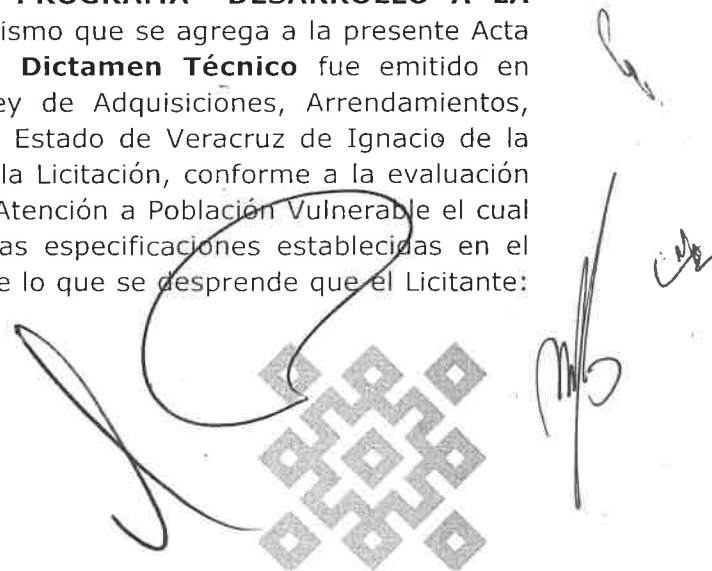 PROGRAMA "DESARROLLO A LA
ismo que se agrega a la presente Acta
Dictamen Técnico fue emitido en
ey de Adquisiciones, Arrendamientos,
Estado de Veracruz de Ignacio de la
la Licitación, conforme a la evaluación
Atención a Población Vulnerable el cual
as especificaciones establecidas en el
e lo que se desprende que el Licitante: